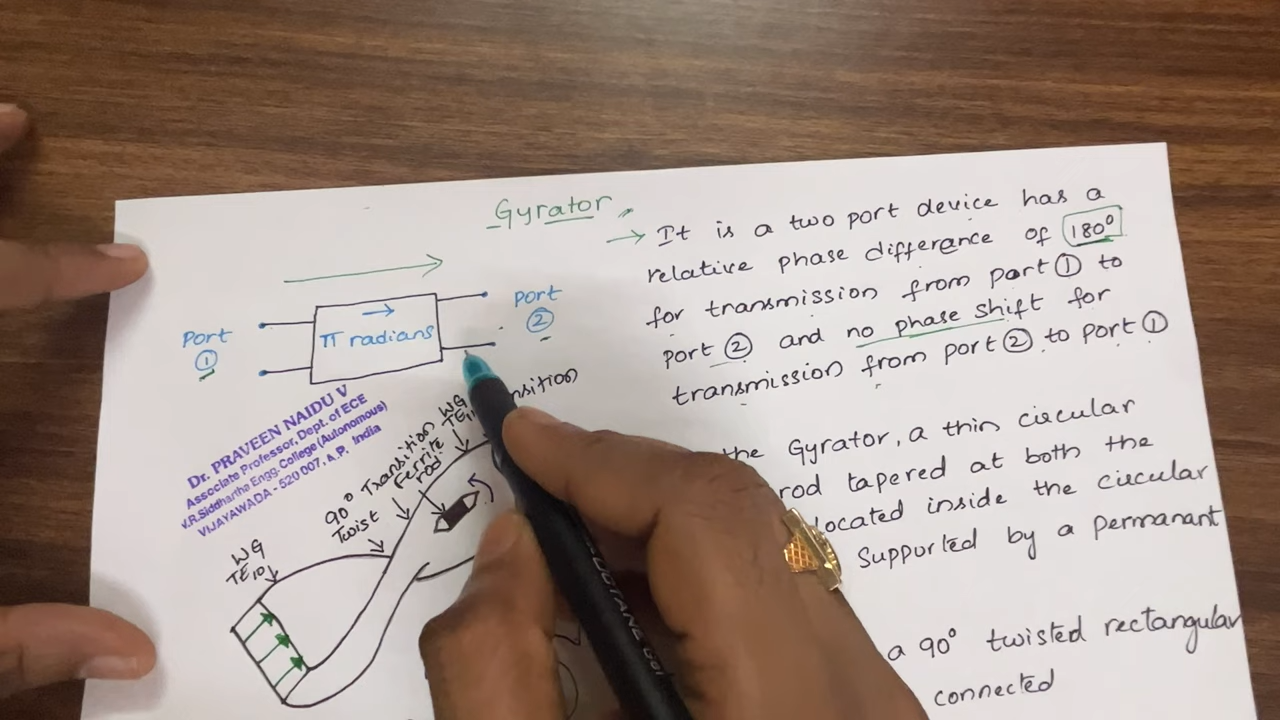 Gyrator
→ It is a two port device has a
relative phase difference of 180°
for transmission from port ① to
port ② and no phase shift for
transmission from port ② to port ①
Port
①
π radians
port
②
Dr. PRAVEEN NAIDU V
Associate Professor, Dept. of ECE
V.R.Siddhartha Engg-College (Autonomous)
VIJAYAWADA - 520 007, A.P. India
WG
TE10
90°
Twist
Transition
Ferrite
rod
WG
TE11
the Gyrator, a thin circular
rod tapered at both the
located inside the circular
supported by a permanant
a 90° twisted rectangular
connected